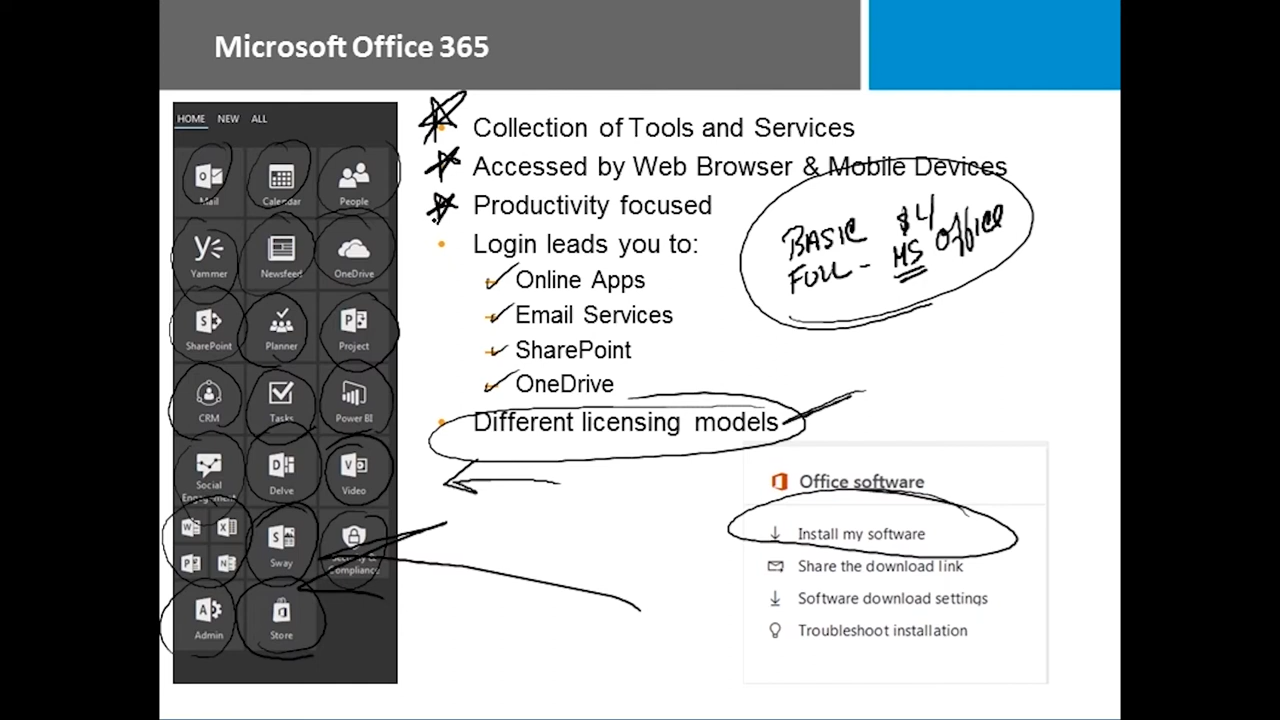 Microsoft Office 365
HOME NEW ALL
Mail Calendar People
Yammer Newsfeed OneDrive
SharePoint Planner Project
CRM Tasks Power BI
Social Engagement Delve Video
Sway Security & Compliance
Admin Store
Collection of Tools and Services
Accessed by Web Browser & Mobile Devices
Productivity focused
Login leads you to:
Online Apps
Email Services
SharePoint
OneDrive
Different licensing models
BASIC $4
FULL - MS Office
Office software
Install my software
Share the download link
Software download settings
Troubleshoot installation